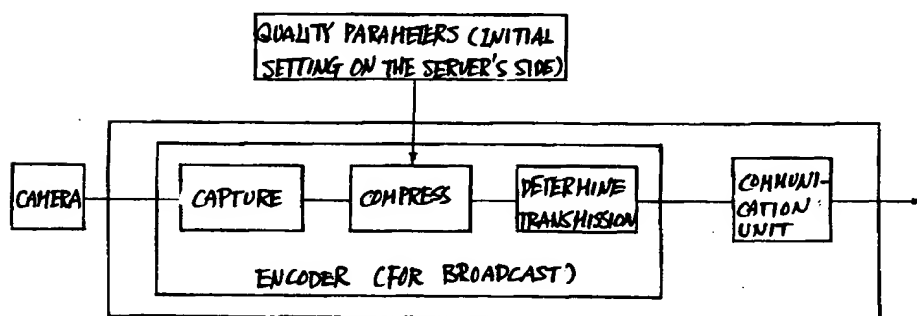 QUALITY PARAMETERS (INITIAL
SETTING ON THE SERVER'S SIDE)
CAMERA
CAPTURE
COMPRESS
DETERMINE
TRANSMISSION
COMMUNI-
CATION
UNIT
ENCODER (FOR BROADCAST)